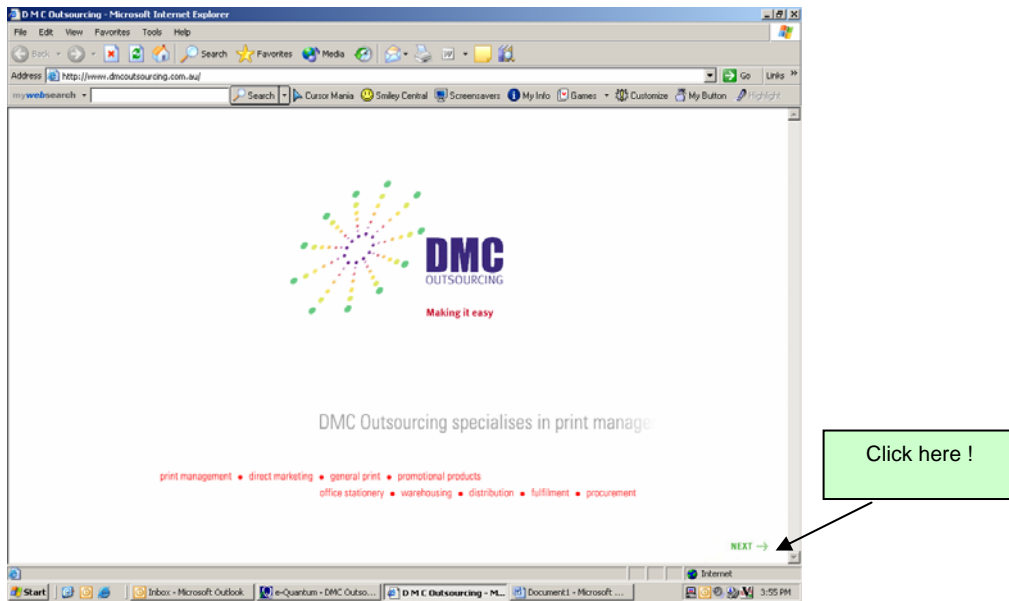 D M C Outsourcing - Microsoft Internet Explorer
File Edit View Favorites Tools Help
Back Search Favorites Media
Address http://www.dmcoutsourcing.com.au/ Go Links »
mywebsearch Search Cursor Mania Smiley Central Screensavers My Info Games Customize My Button Highlight
DMC
OUTSOURCING
Making it easy
DMC Outsourcing specialises in print manage
print management • direct marketing • general print • promotional products
office stationery • warehousing • distribution • fulfilment • procurement
Click here !
NEXT
Internet
Start Inbox - Microsoft Outlook e-Quantum - DMC Outso... D M C Outsourcing - M... Document1 - Microsoft ... 3:55 PM